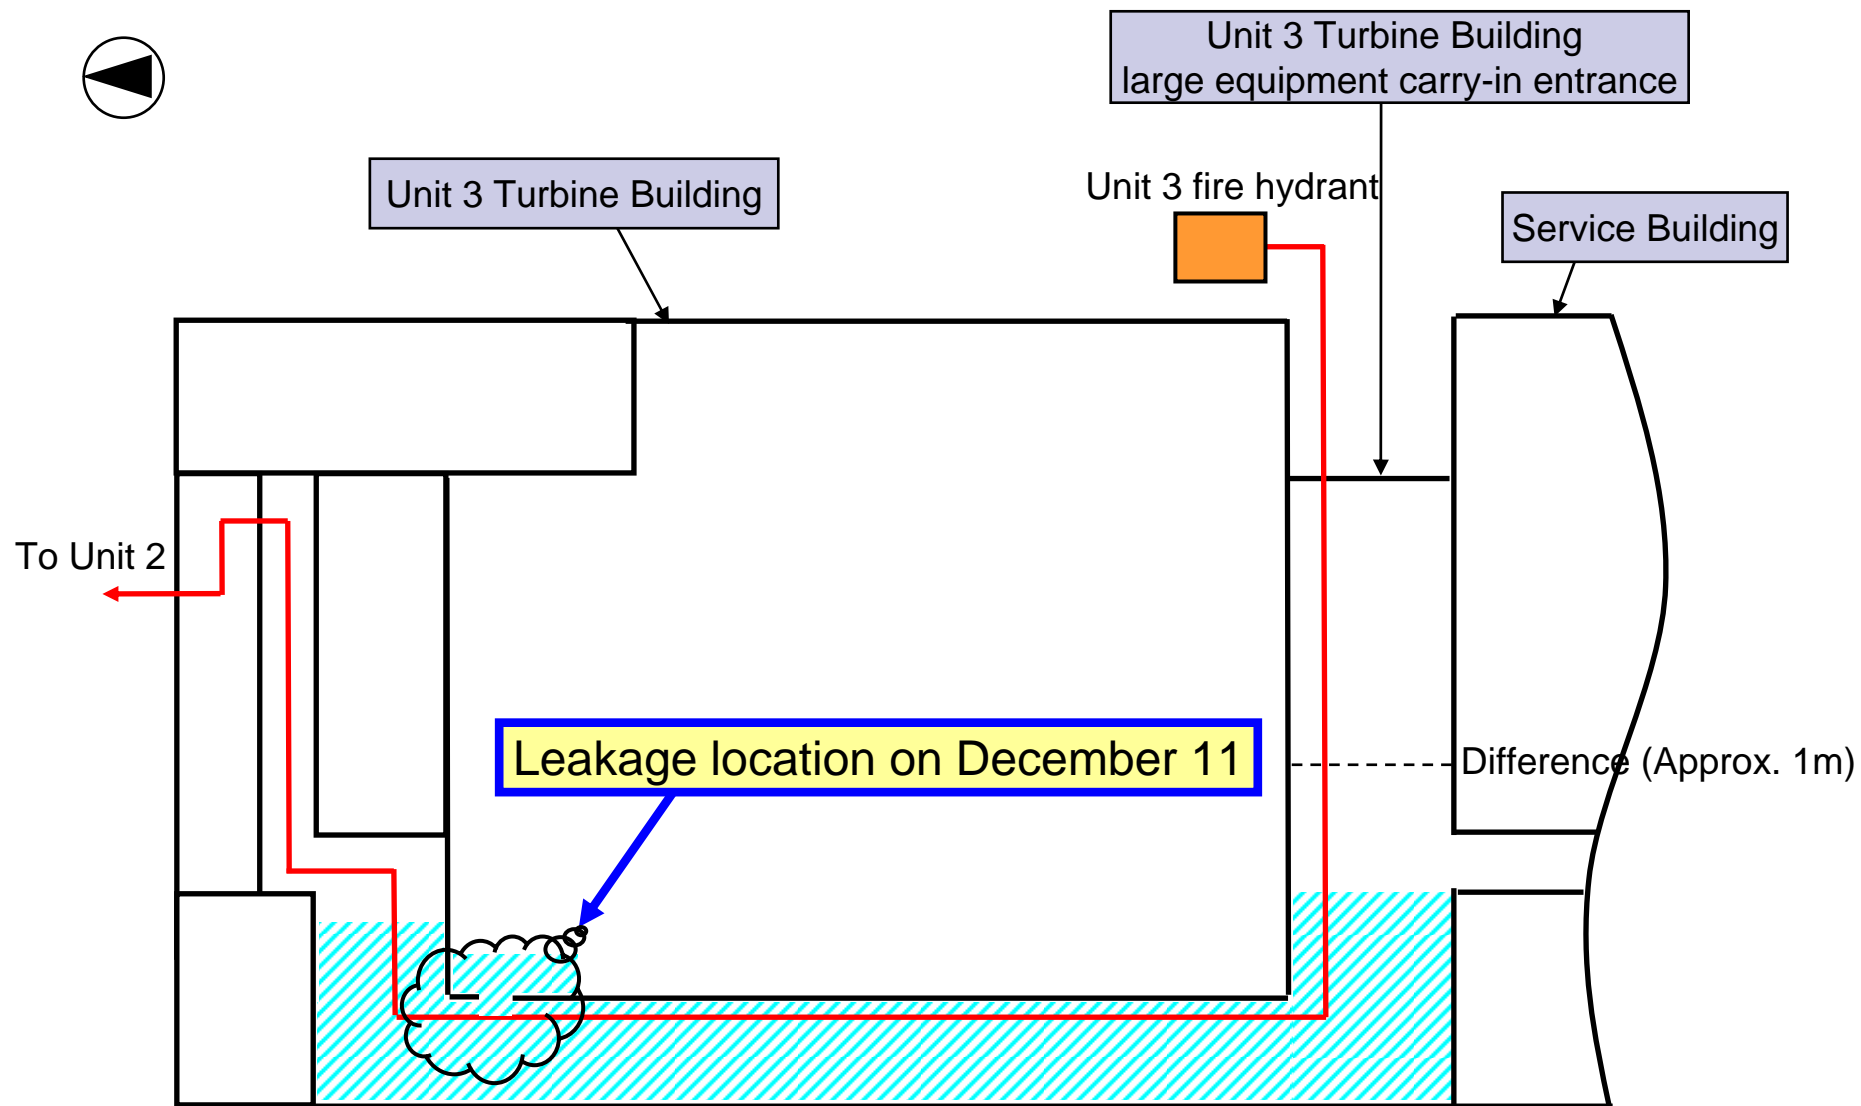 Unit 3 Turbine Building
large equipment carry-in entrance
Unit 3 Turbine Building
Unit 3 fire hydrant
Service Building
To Unit 2
Leakage location on December 11
Difference (Approx. 1m)